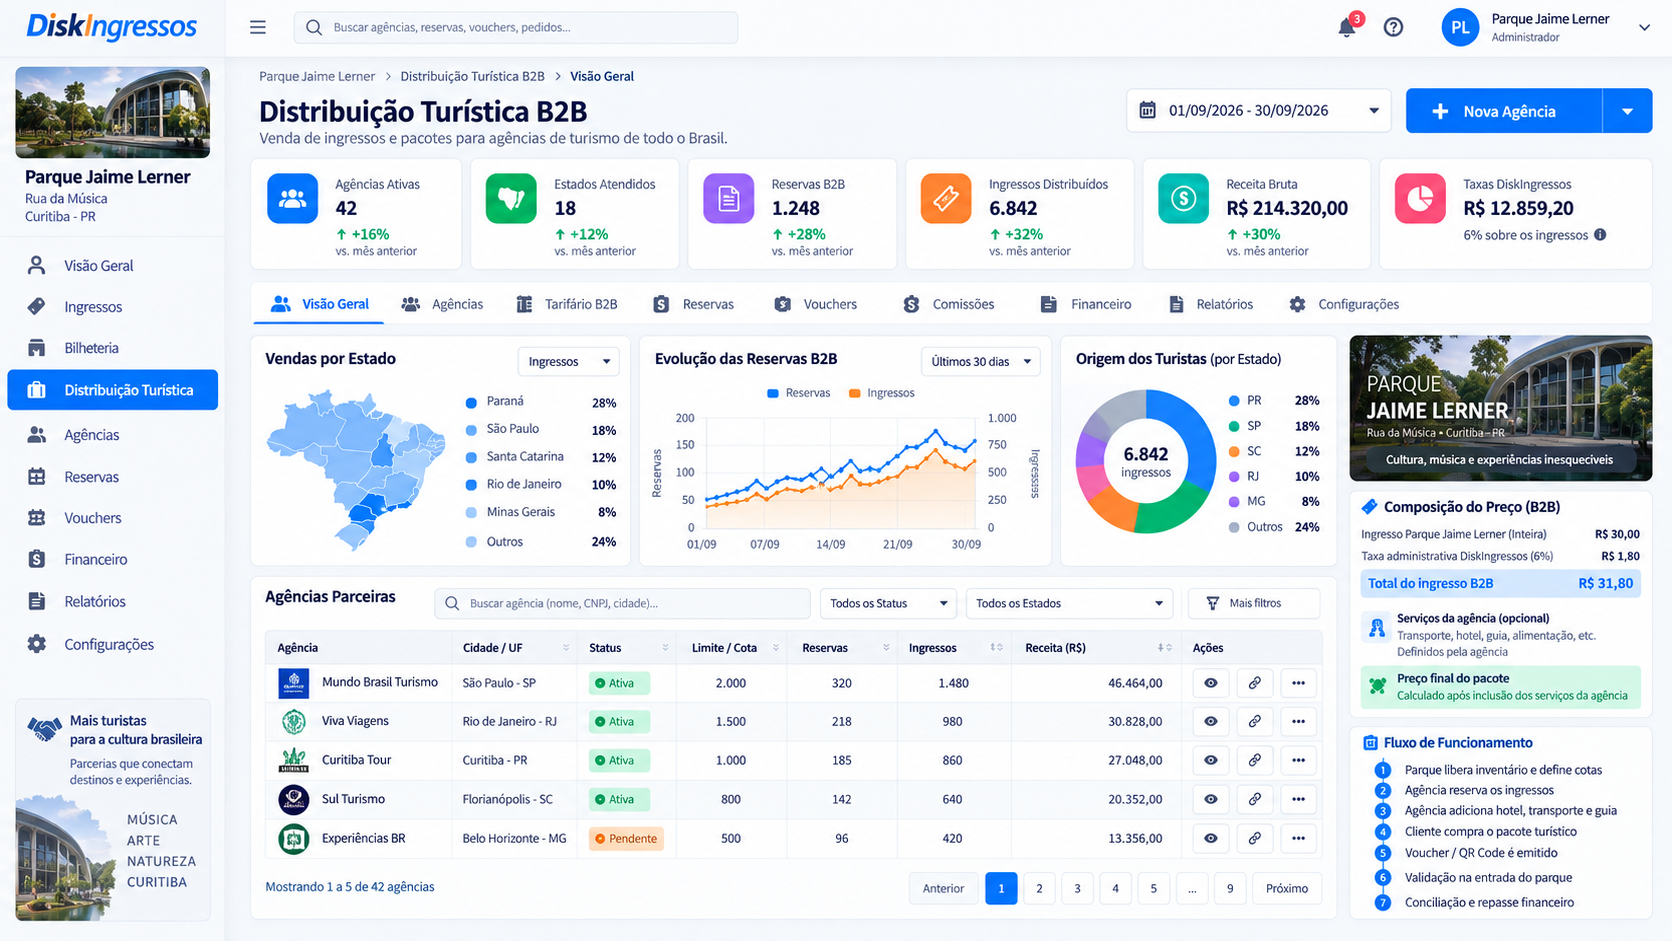 DiskIngressos
Buscar agências, reservas, vouchers, pedidos...
3
PL
Parque Jaime Lerner
Administrador
Parque Jaime Lerner
Rua da Música
Curitiba - PR
Visão Geral
Ingressos
Bilheteria
Distribuição Turística
Agências
Reservas
Vouchers
Financeiro
Relatórios
Configurações
Mais turistas
para a cultura brasileira
Parcerias que conectam
destinos e experiências.
MÚSICA
ARTE
NATUREZA
CURITIBA
Parque Jaime Lerner > Distribuição Turística B2B > Visão Geral
Distribuição Turística B2B
Venda de ingressos e pacotes para agências de turismo de todo o Brasil.
01/09/2026 - 30/09/2026
+ Nova Agência
Agências Ativas
42
↑ +16%
vs. mês anterior
Estados Atendidos
18
↑ +12%
vs. mês anterior
Reservas B2B
1.248
↑ +28%
vs. mês anterior
Ingressos Distribuídos
6.842
↑ +32%
vs. mês anterior
Receita Bruta
R$ 214.320,00
↑ +30%
vs. mês anterior
Taxas DiskIngressos
R$ 12.859,20
6% sobre os ingressos
Visão Geral
Agências
Tarifário B2B
Reservas
Vouchers
Comissões
Financeiro
Relatórios
Configurações
Vendas por Estado
Ingressos
Paraná 28%
São Paulo 18%
Santa Catarina 12%
Rio de Janeiro 10%
Minas Gerais 8%
Outros 24%
Evolução das Reservas B2B
Últimos 30 dias
Reservas
Ingressos
Reservas
200
150
100
50
0
1.000
750
500
250
0
Ingressos
01/09 07/09 14/09 21/09 30/09
Origem dos Turistas (por Estado)
6.842
ingressos
PR 28%
SP 18%
SC 12%
RJ 10%
MG 8%
Outros 24%
PARQUE
JAIME LERNER
Rua da Música • Curitiba–PR
Cultura, música e experiências inesquecíveis
Composição do Preço (B2B)
Ingresso Parque Jaime Lerner (Inteira) R$ 30,00
Taxa administrativa DiskIngressos (6%) R$ 1,80
Total do ingresso B2B R$ 31,80
Serviços da agência (opcional)
Transporte, hotel, guia, alimentação, etc.
Definidos pela agência
Preço final do pacote
Calculado após inclusão dos serviços da agência
Fluxo de Funcionamento
1 Parque libera inventário e define cotas
2 Agência reserva os ingressos
3 Agência adiciona hotel, transporte e guia
4 Cliente compra o pacote turístico
5 Voucher / QR Code é emitido
6 Validação na entrada do parque
7 Conciliação e repasse financeiro
Agências Parceiras
Buscar agência (nome, CNPJ, cidade)...
Todos os Status
Todos os Estados
Mais filtros
Agência Cidade / UF Status Limite / Cota Reservas Ingressos Receita (R$) Ações
Mundo Brasil Turismo São Paulo - SP Ativa 2.000 320 1.480 46.464,00
Viva Viagens Rio de Janeiro - RJ Ativa 1.500 218 980 30.828,00
Curitiba Tour Curitiba - PR Ativa 1.000 185 860 27.048,00
Sul Turismo Florianópolis - SC Ativa 800 142 640 20.352,00
Experiências BR Belo Horizonte - MG Pendente 500 96 420 13.356,00
Mostrando 1 a 5 de 42 agências
Anterior 1 2 3 4 5 ... 9 Próximo